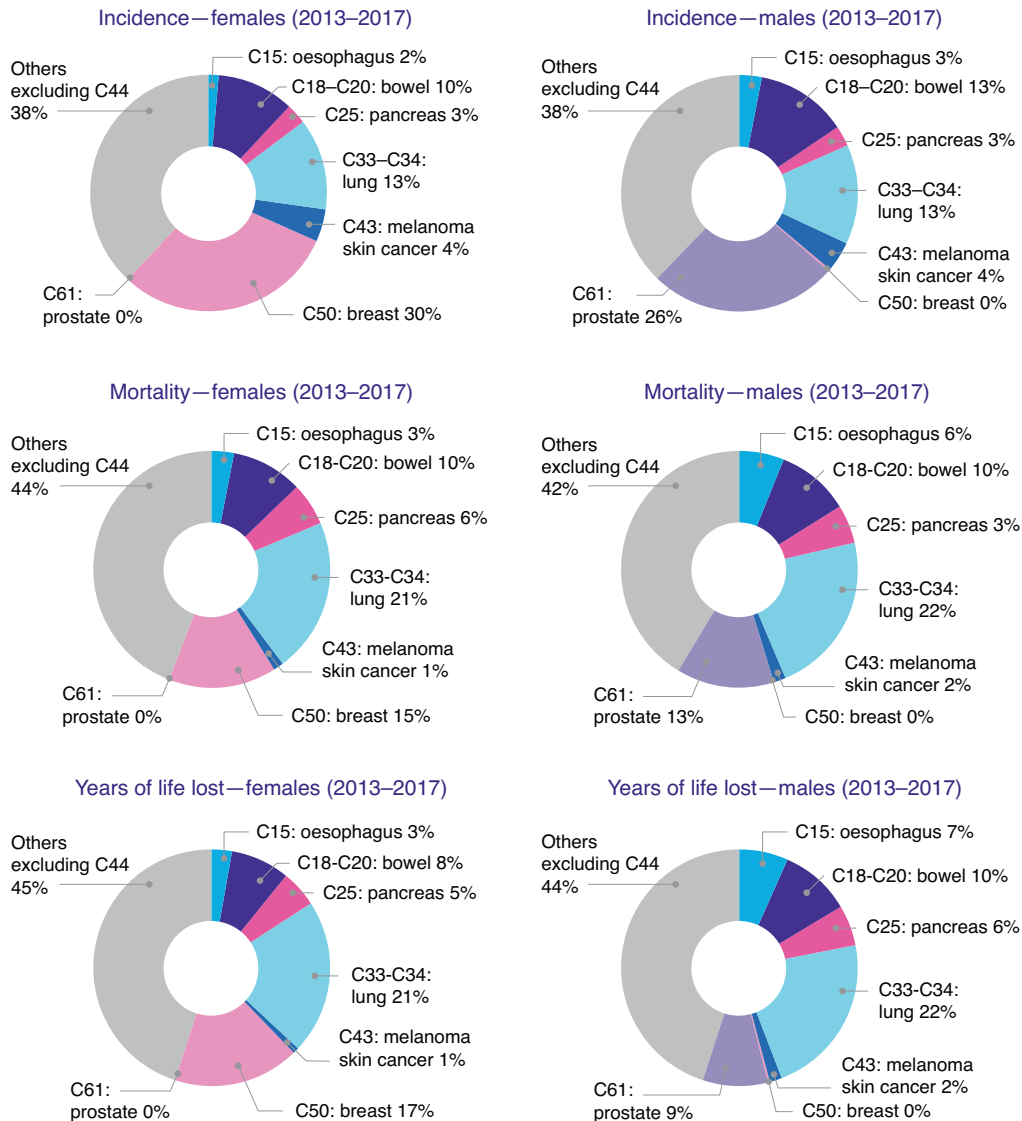 Incidence—females (2013–2017)
C15: oesophagus 2%
C18–C20: bowel 10%
C25: pancreas 3%
C33–C34:
lung 13%
C43: melanoma
skin cancer 4%
C50: breast 30%
C61:
prostate 0%
Others
excluding C44
38%
Incidence—males (2013–2017)
C15: oesophagus 3%
C18–C20: bowel 13%
C25: pancreas 3%
C33–C34:
lung 13%
C43: melanoma
skin cancer 4%
C50: breast 0%
C61:
prostate 26%
Others
excluding C44
38%
Mortality—females (2013–2017)
C15: oesophagus 3%
C18-C20: bowel 10%
C25: pancreas 6%
C33-C34:
lung 21%
C43: melanoma
skin cancer 1%
C50: breast 15%
C61:
prostate 0%
Others
excluding C44
44%
Mortality—males (2013–2017)
C15: oesophagus 6%
C18-C20: bowel 10%
C25: pancreas 3%
C33-C34:
lung 22%
C43: melanoma
skin cancer 2%
C50: breast 0%
C61:
prostate 13%
Others
excluding C44
42%
Years of life lost—females (2013–2017)
C15: oesophagus 3%
C18-C20: bowel 8%
C25: pancreas 5%
C33-C34:
lung 21%
C43: melanoma
skin cancer 1%
C50: breast 17%
C61:
prostate 0%
Others
excluding C44
45%
Years of life lost—males (2013–2017)
C15: oesophagus 7%
C18-C20: bowel 10%
C25: pancreas 6%
C33-C34:
lung 22%
C43: melanoma
skin cancer 2%
C50: breast 0%
C61:
prostate 9%
Others
excluding C44
44%